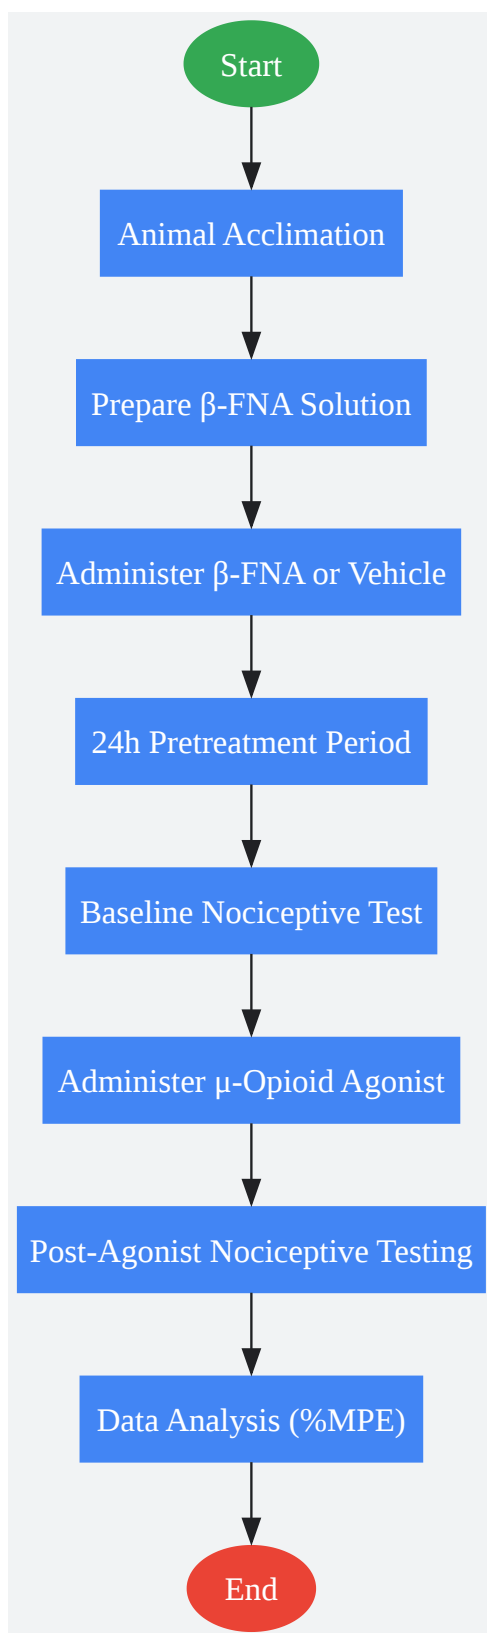 Start
Animal Acclimation
Prepare β-FNA Solution
Administer β-FNA or Vehicle
24h Pretreatment Period
Baseline Nociceptive Test
Administer μ-Opioid Agonist
Post-Agonist Nociceptive Testing
Data Analysis (%MPE)
End